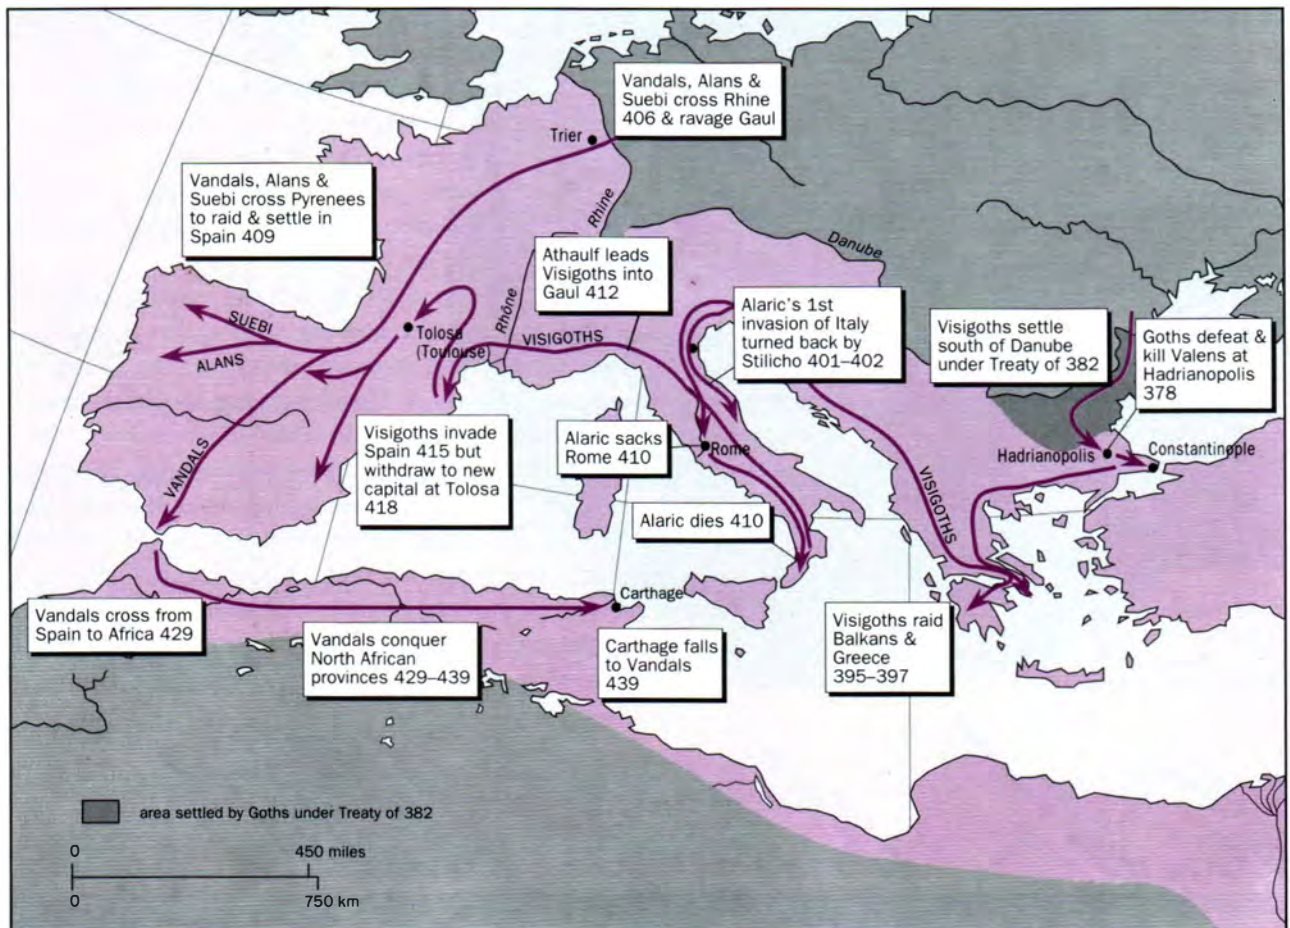 Vandals, Alans &
Suebi cross Rhine
406 & ravage Gaul
Trier
Vandals, Alans &
Suebi cross Pyrenees
to raid & settle in
Spain 409
Rhine
Danube
Athaulf leads
Visigoths into
Gaul 412
Alaric's 1st
invasion of Italy
turned back by
Stilicho 401–402
Visigoths settle
south of Danube
under Treaty of 382
Goths defeat &
kill Valens at
Hadrianopolis
378
SUEBI
ALANS
Tolosa
(Toulouse)
Rhône
VISIGOTHS
VANDALS
Visigoths invade
Spain 415 but
withdraw to new
capital at Tolosa
418
Alaric sacks
Rome 410
Rome
Hadrianopolis
Constantinople
VISIGOTHS
Alaric dies 410
Carthage
Vandals cross from
Spain to Africa 429
Vandals conquer
North African
provinces 429–439
Carthage falls
to Vandals
439
Visigoths raid
Balkans &
Greece
395–397
area settled by Goths under Treaty of 382
0
450 miles
0
750 km